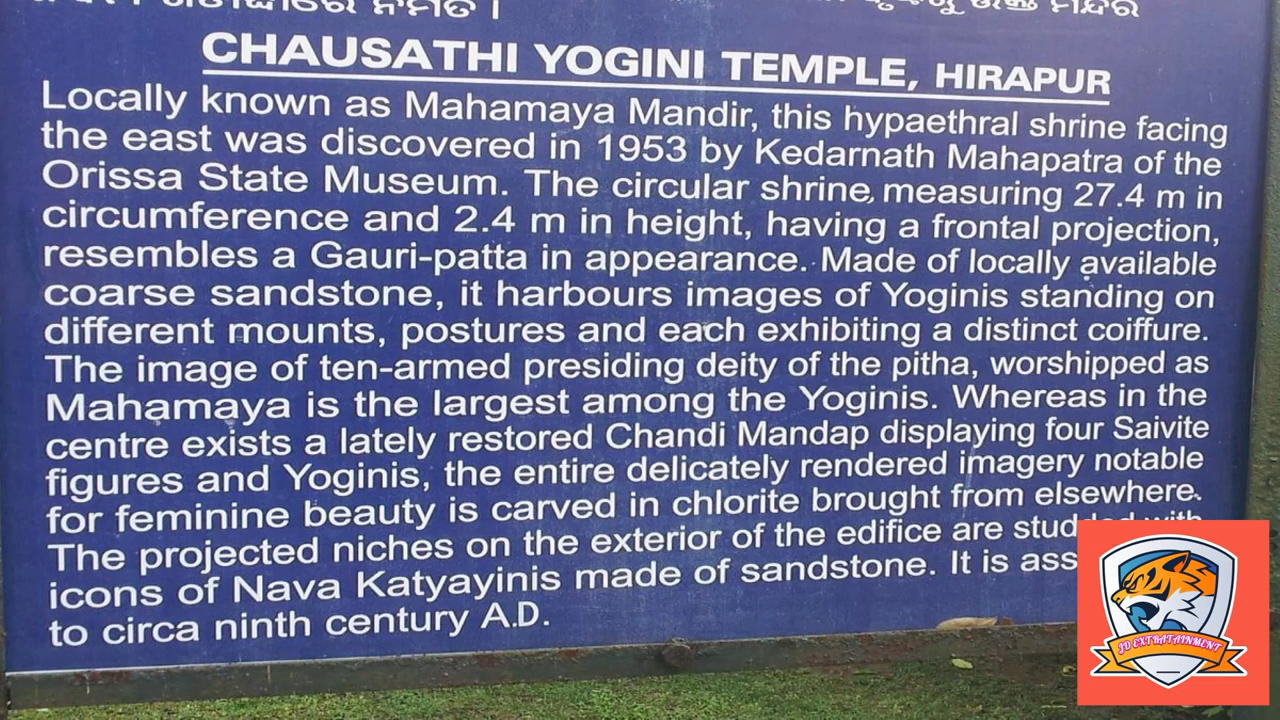 ନିର୍ମିତ ।
ମନ୍ଦିର
CHAUSATHI YOGINI TEMPLE, HIRAPUR
Locally known as Mahamaya Mandir, this hypaethral shrine facing
the east was discovered in 1953 by Kedarnath Mahapatra of the
Orissa State Museum. The circular shrine, measuring 27.4 m in
circumference and 2.4 m in height, having a frontal projection,
resembles a Gauri-patta in appearance. Made of locally available
coarse sandstone, it harbours images of Yoginis standing on
different mounts, postures and each exhibiting a distinct coiffure.
The image of ten-armed presiding deity of the pitha, worshipped as
Mahamaya is the largest among the Yoginis. Whereas in the
centre exists a lately restored Chandi Mandap displaying four Saivite
figures and Yoginis, the entire delicately rendered imagery notable
for feminine beauty is carved in chlorite brought from elsewhere.
The projected niches on the exterior of the edifice are studded with
icons of Nava Katyayinis made of sandstone. It is
to circa ninth century A.D.
JD EXTRATAINMENT